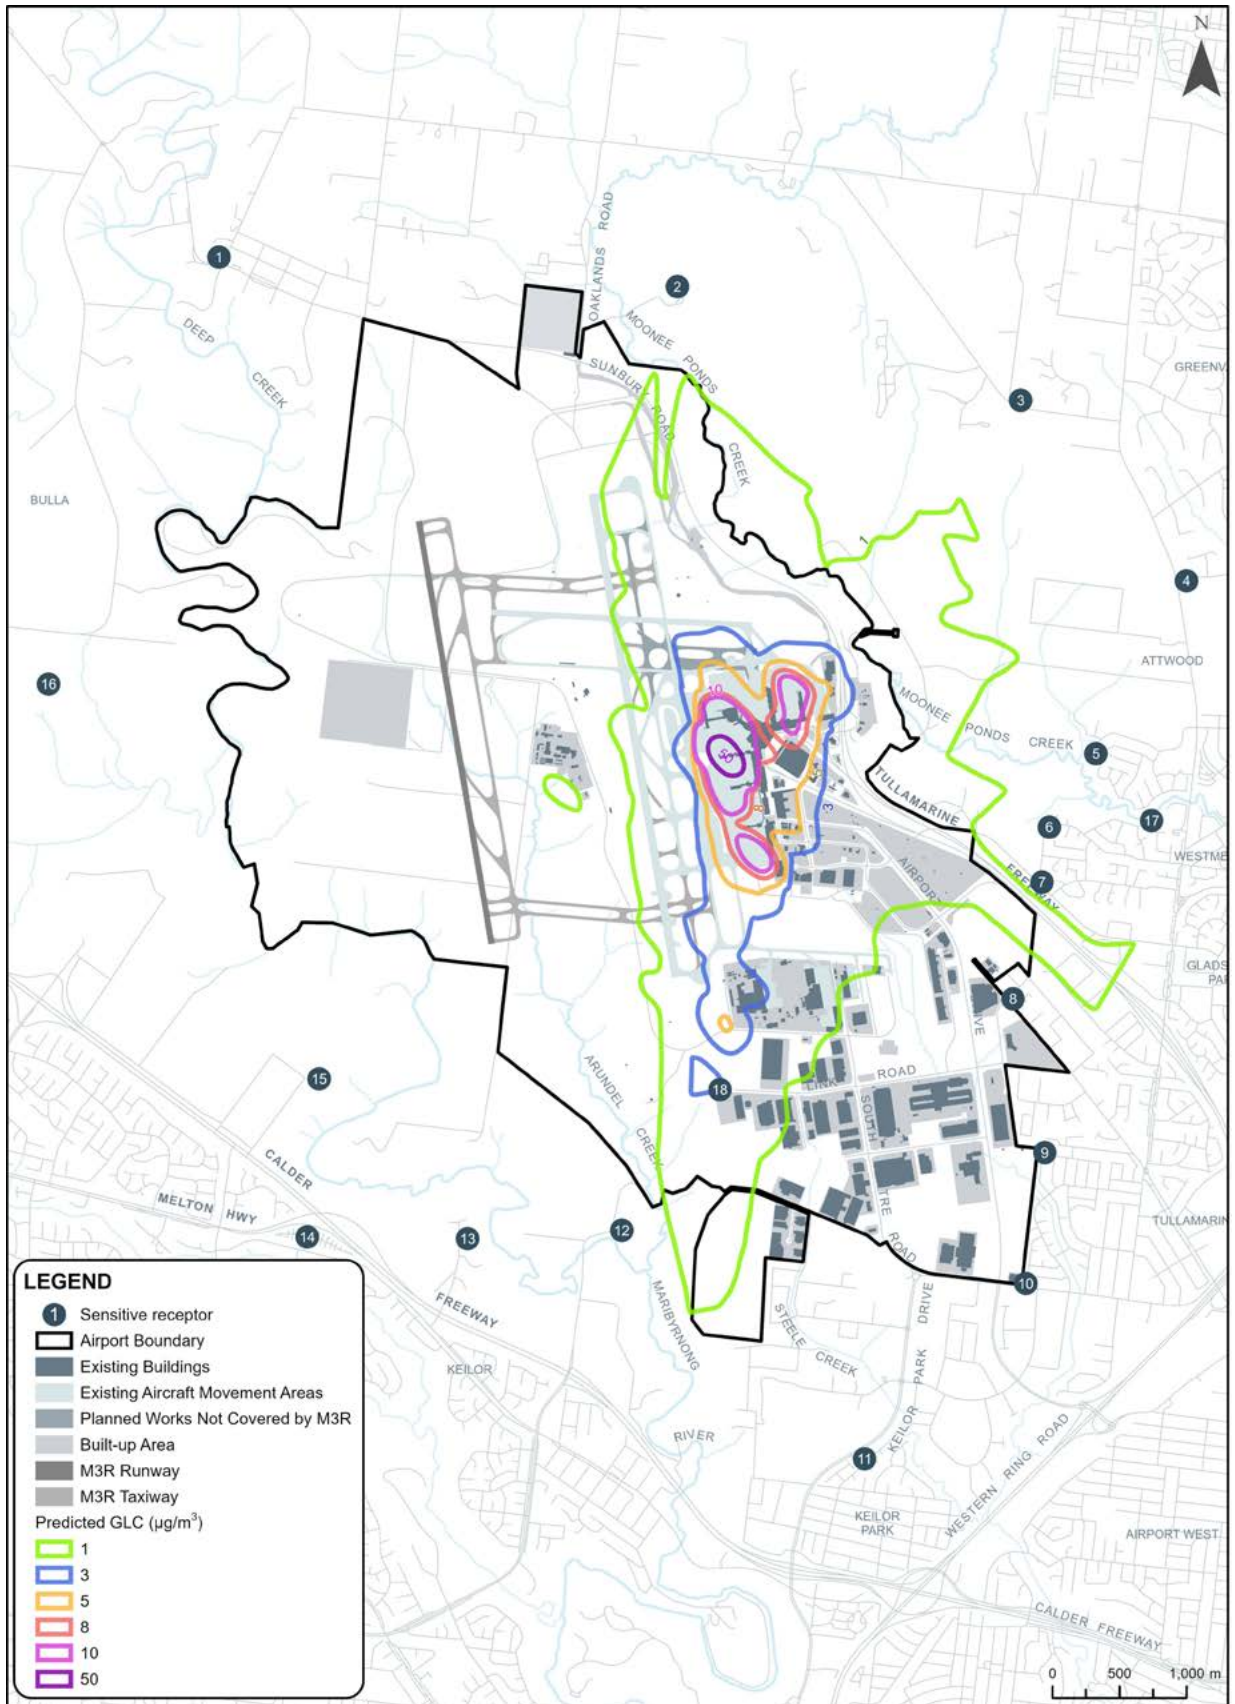 N
OAKLANDS ROAD
1
2
DEEP
CREEK
MOONEE PONDS
SUNBURY ROAD
GREENV
3
CREEK
BULLA
1
4
ATTWOOD
16
MOONEE PONDS CREEK
5
10
50
TULLAMARINE
3
8
6
17
WESTME
AIRPORT
FREEWAY
7
GLADS
PAR
8
DRIVE
ARUNDEL
CREEK
15
18
LINK ROAD
SOUTH
CENTRE
ROAD
9
CALDER
MELTON HWY
14
13
12
TULLAMARIN
10
FREEWAY
MARIBYRNONG
STEELE CREEK
KEILOR PARK DRIVE
KEILOR
RIVER
11
WESTERN RING ROAD
KEILOR
PARK
AIRPORT WEST
CALDER FREEWAY
LEGEND
1 Sensitive receptor
Airport Boundary
Existing Buildings
Existing Aircraft Movement Areas
Planned Works Not Covered by M3R
Built-up Area
M3R Runway
M3R Taxiway
Predicted GLC (µg/m³)
1
3
5
8
10
50
0 500 1,000 m